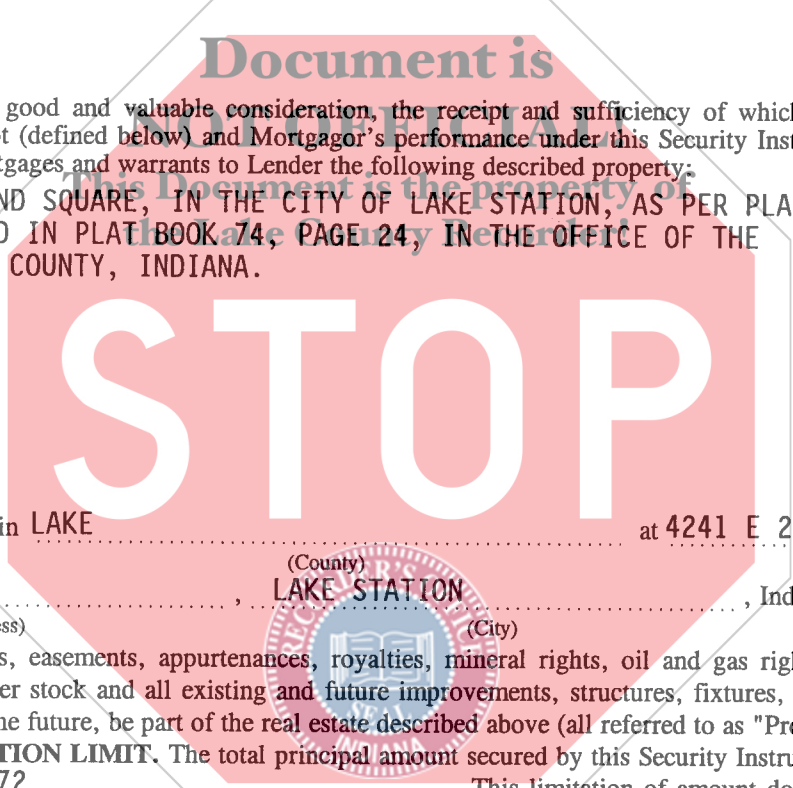 Document is
good and valuable consideration, the receipt and sufficiency of which
t (defined below) and Mortgagor's performance under this Security Inst
NOT OFFICIAL!
tgages and warrants to Lender the following described property:
This Document is the property of
ND SQUARE, IN THE CITY OF LAKE STATION, AS PER PLA
the Lake County Recorder!
D IN PLAT BOOK 74, PAGE 24, IN THE OFFICE OF THE
COUNTY, INDIANA.
STOP
in LAKE at 4241 E 2
(County)
, LAKE STATION , Ind
ss) (City)
s, easements, appurtenances, royalties, mineral rights, oil and gas righ
er stock and all existing and future improvements, structures, fixtures,
ne future, be part of the real estate described above (all referred to as "Pre
TION LIMIT. The total principal amount secured by this Security Instru
72 This limitation of amount do
RECORDER'S OFFICE
SEAL
INDIANA